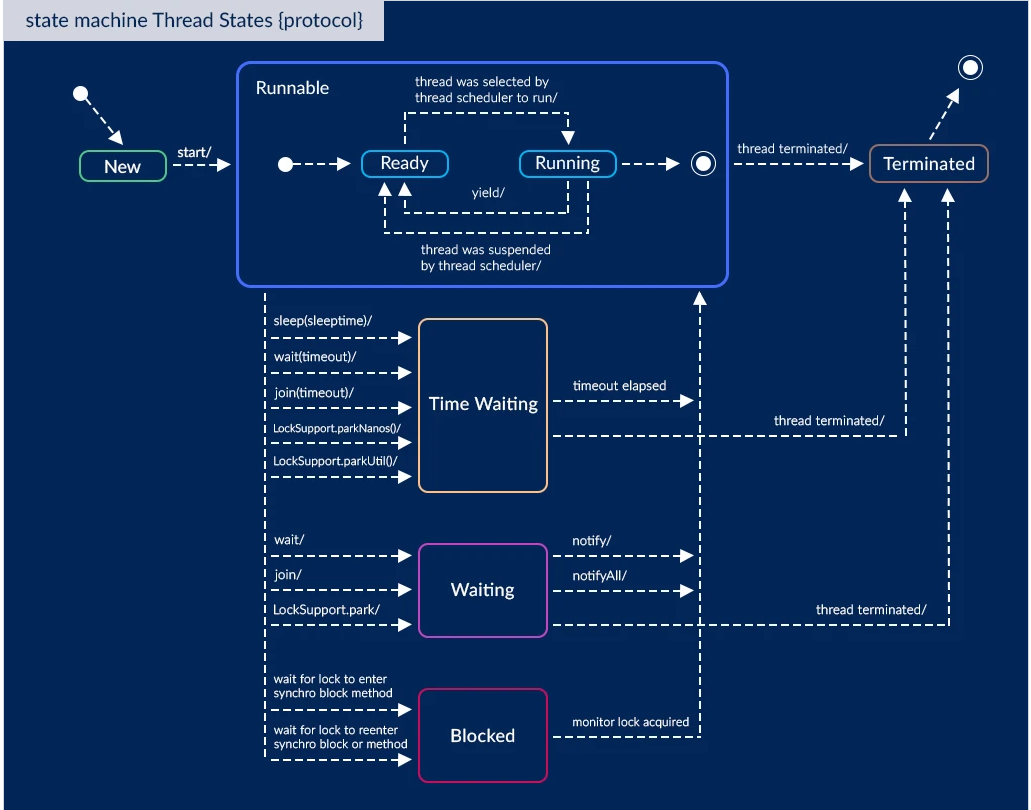 state machine Thread States {protocol}
Runnable
thread was selected by
thread scheduler to run/
New
start/
Ready
Running
thread terminated/
Terminated
yield/
thread was suspended
by thread scheduler/
sleep(sleeptime)/
wait(timeout)/
join(timeout)/
LockSupport.parkNanos()/
LockSupport.parkUtil()/
Time Waiting
timeout elapsed
thread terminated/
wait/
join/
LockSupport.park/
Waiting
notify/
notifyAll/
thread terminated/
wait for lock to enter
synchro block method
wait for lock to reenter
synchro block or method
Blocked
monitor lock acquired